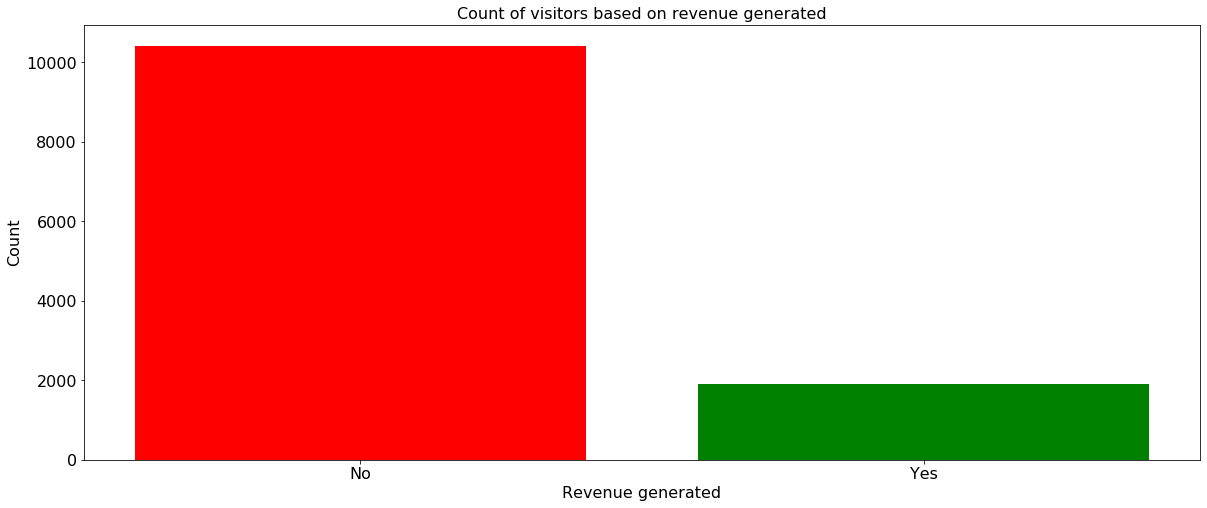 Count of visitors based on revenue generated
10000
8000
6000
4000
2000
0
Count
No
Yes
Revenue generated